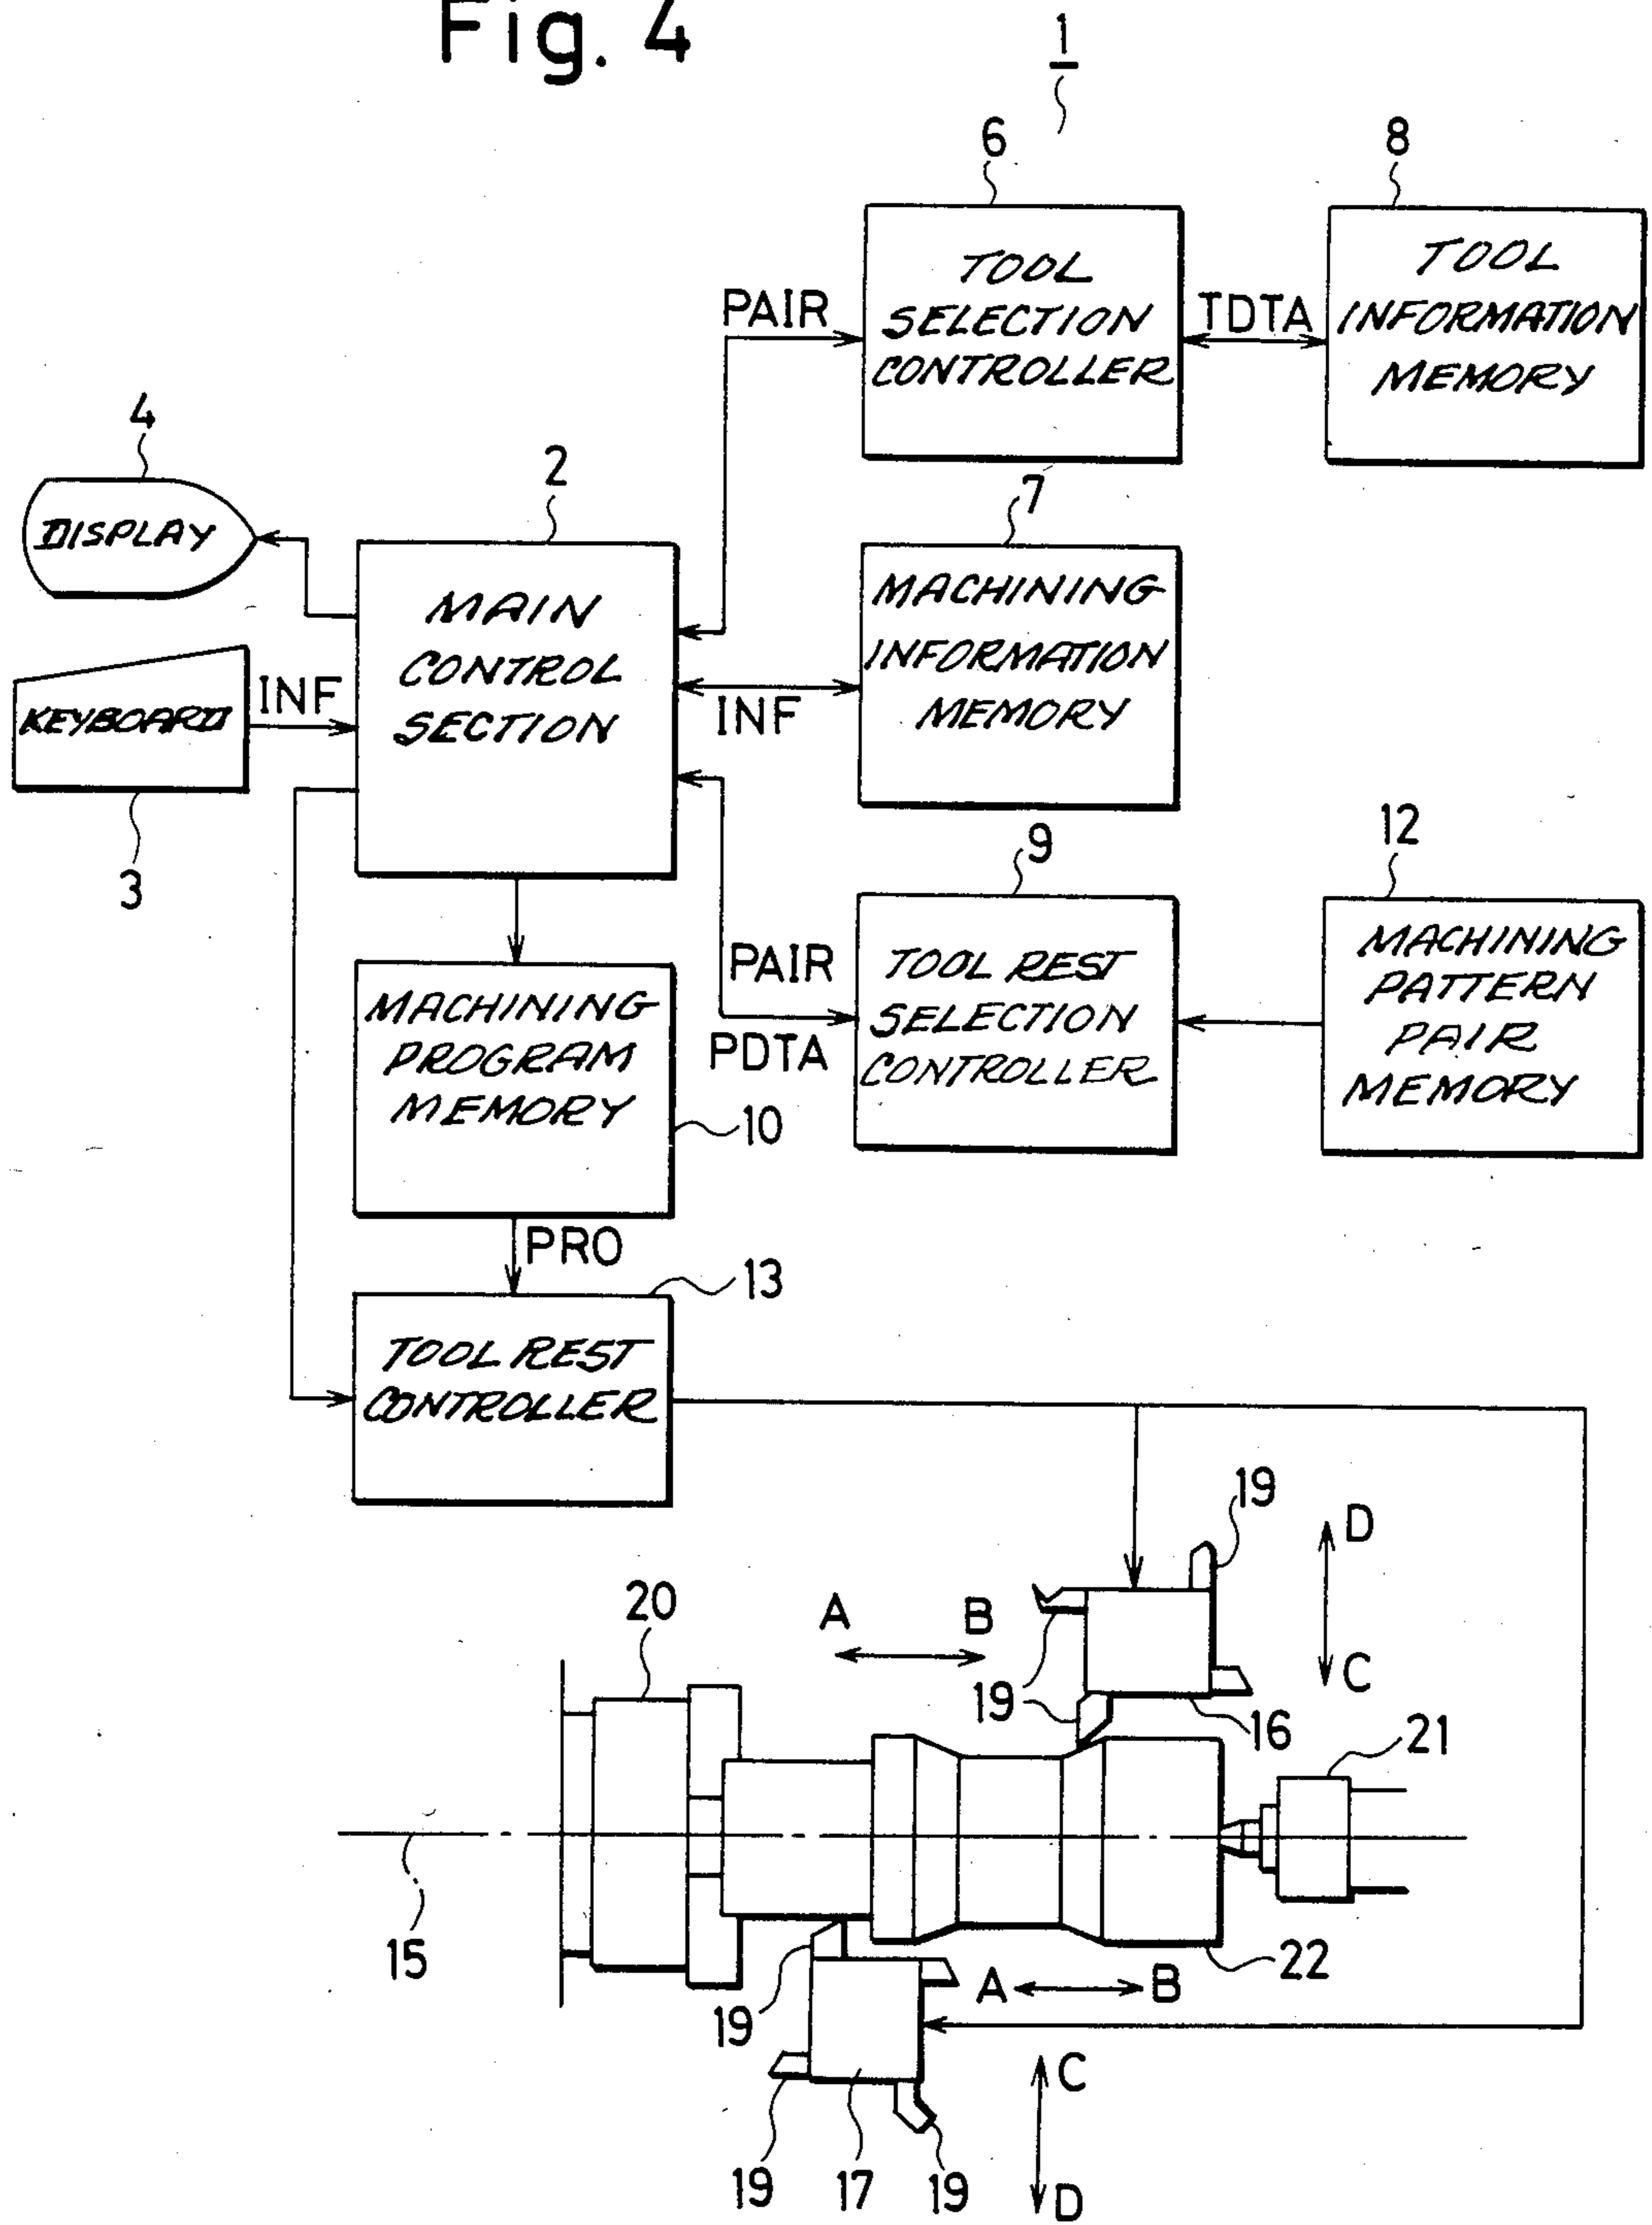 Fig. 4
1
6
8
TOOL
SELECTION
CONTROLLER
TOOL
INFORMATION
MEMORY
PAIR
TDTA
4
2
7
DISPLAY
MAIN
CONTROL
SECTION
MACHINING
INFORMATION
MEMORY
KEYBOARD
INF
INF
3
9
12
PAIR
PDTA
TOOL REST
SELECTION
CONTROLLER
MACHINING
PATTERN
PAIR
MEMORY
MACHINING
PROGRAM
MEMORY
10
PRO
13
TOOL REST
CONTROLLER
19
D
20
A
B
C
19
16
21
15
19
A
B
22
C
19
17
19
D